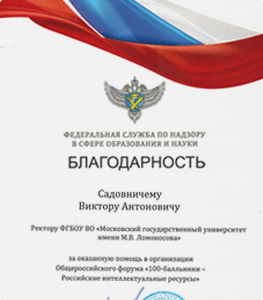 ФЕДЕРАЛЬНАЯ СЛУЖБА ПО НАДЗОРУ
В СФЕРЕ ОБРАЗОВАНИЯ И НАУКИ
БЛАГОДАРНОСТЬ
Садовничему
Виктору Антоновичу
Ректору ФГБОУ ВО «Московский государственный университет
имени М.В. Ломоносова»
за оказанную помощь в организации
Общероссийского форума «100-балльники –
Российские интеллектуальные ресурсы»